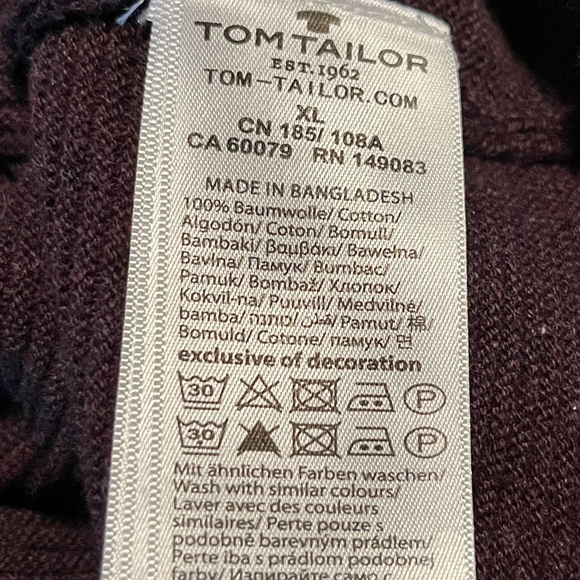 TOM TAILOR
EST.1962
TOM-TAILOR.COM
XL
CN 185/ 108A
CA 60079 RN 149083
MADE IN BANGLADESH
100% Baumwolle/ Cotton/
Algodón/ Coton/ Bomull/
Bambaki/ βαμβάκι/ Bawełna/
Bavlna/ Памук/ Bumbac/
Pamuk/ Bombaž/ Хлопок/
Kokvil-na/ Puuvill/ Medvilnė/
bamba/ כותנה/ قطن/ Pamut/ 棉/
Bomuld/ Cotone/ памук/ 면
exclusive of decoration
30 P
30 P
Mit ähnlichen Farben waschen/
Wash with similar colours/
Laver avec des couleurs
similaires/ Perte pouze s
podobně barevným prádlem/
Perte iba s prádlom podobnej
farby/ Изпирайте само с